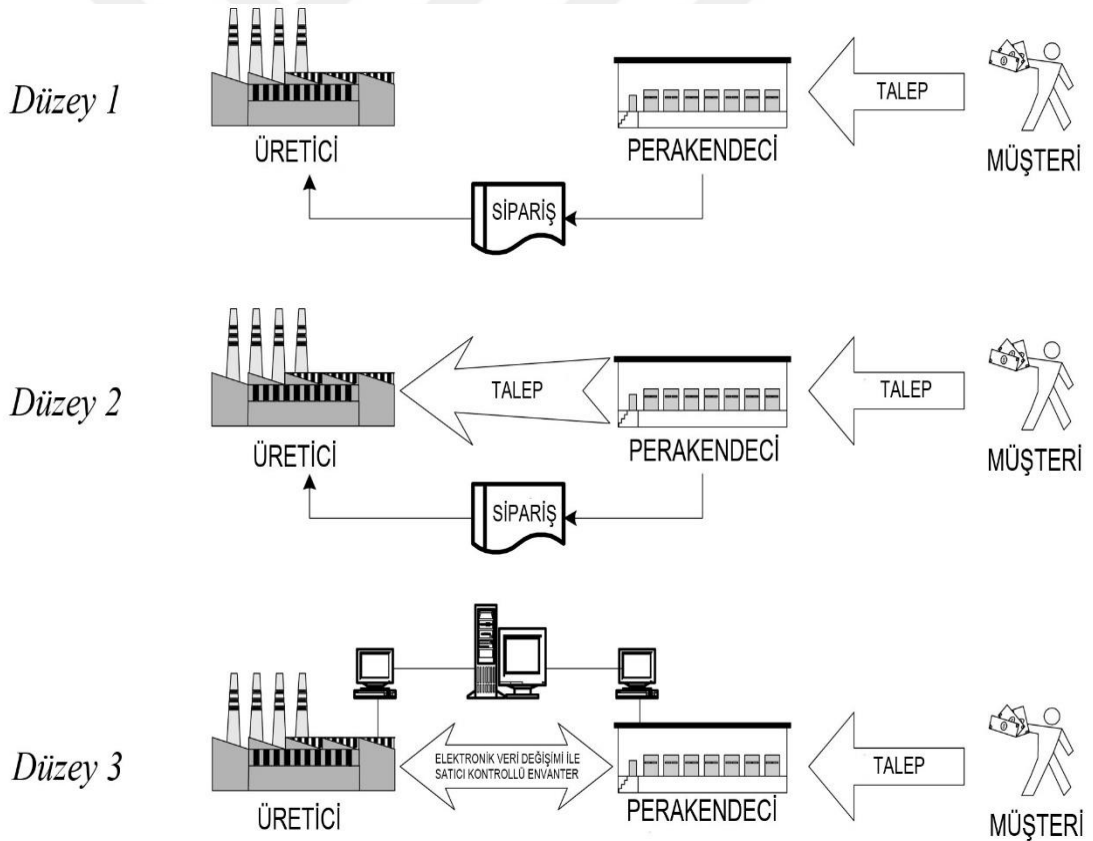 Düzey 1
TALEP
ÜRETİCİ
PERAKENDECİ
MÜŞTERİ
SİPARİŞ
Düzey 2
TALEP
TALEP
ÜRETİCİ
PERAKENDECİ
MÜŞTERİ
SİPARİŞ
Düzey 3
ELEKTRONİK VERİ DEĞİŞİMİ İLE
SATICI KONTROLLÜ ENVANTER
TALEP
ÜRETİCİ
PERAKENDECİ
MÜŞTERİ